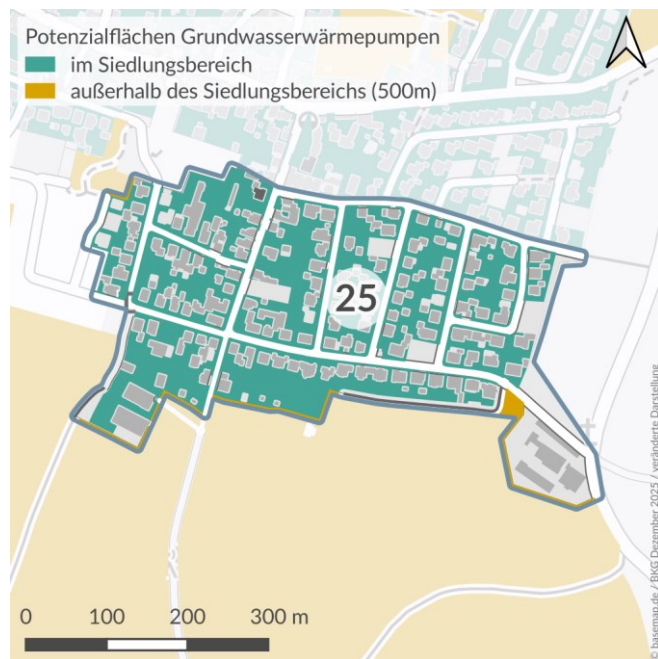 Potenzialflächen Grundwasserwärmepumpen
im Siedlungsbereich
außerhalb des Siedlungsbereichs (500m)
25
0 100 200 300 m
© basemap.de / BKG Dezember 2025 / veränderte Darstellung